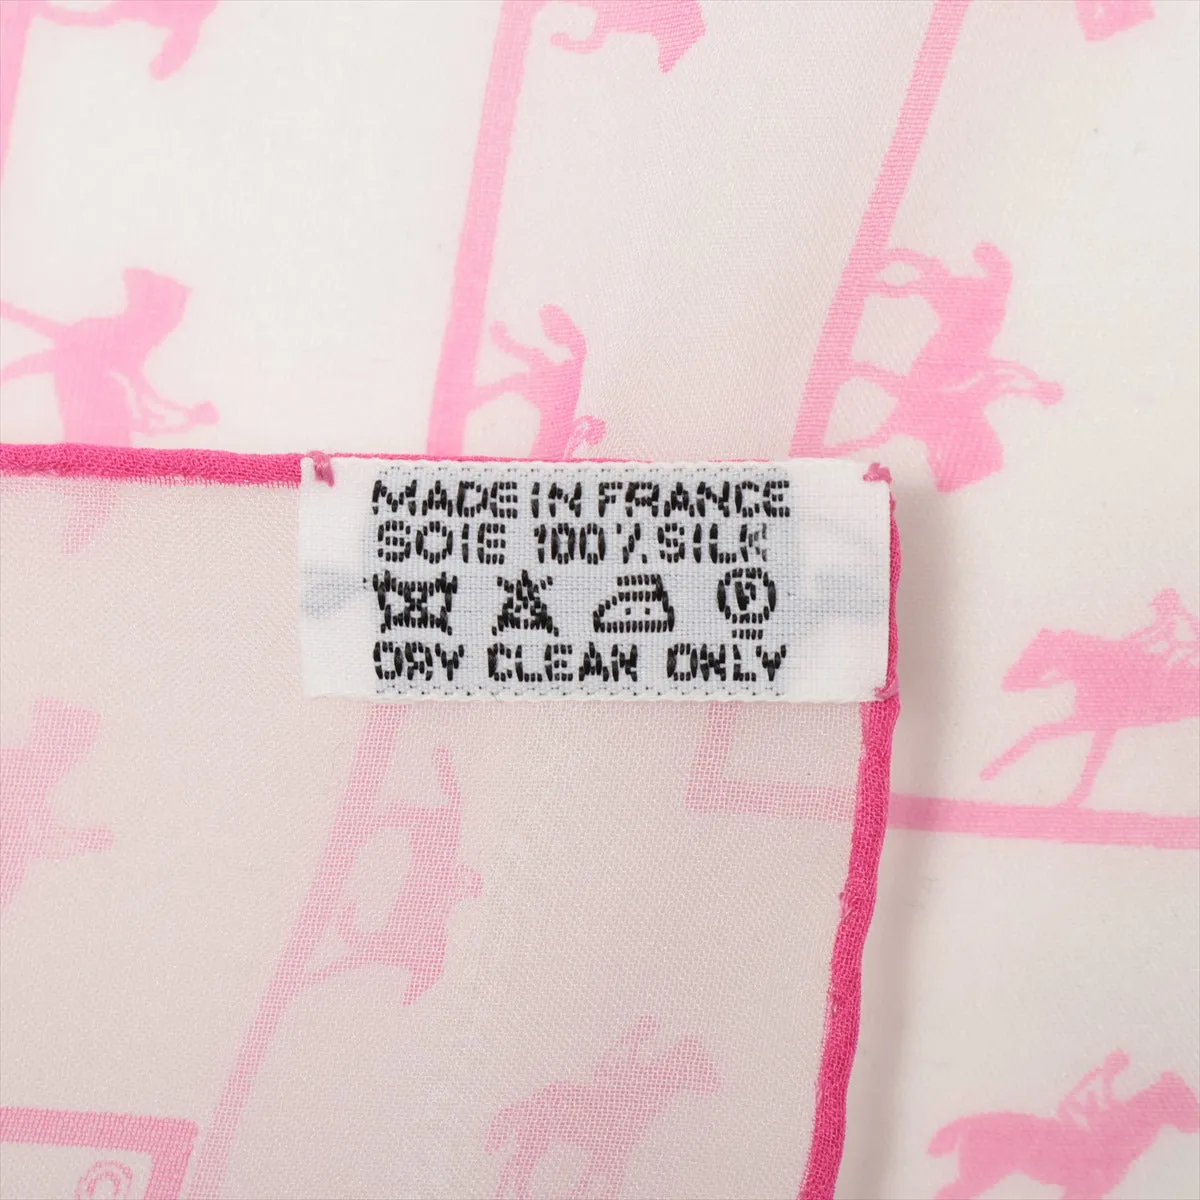 MADE IN FRANCE
SOIE 100% SILK
P
DRY CLEAN ONLY